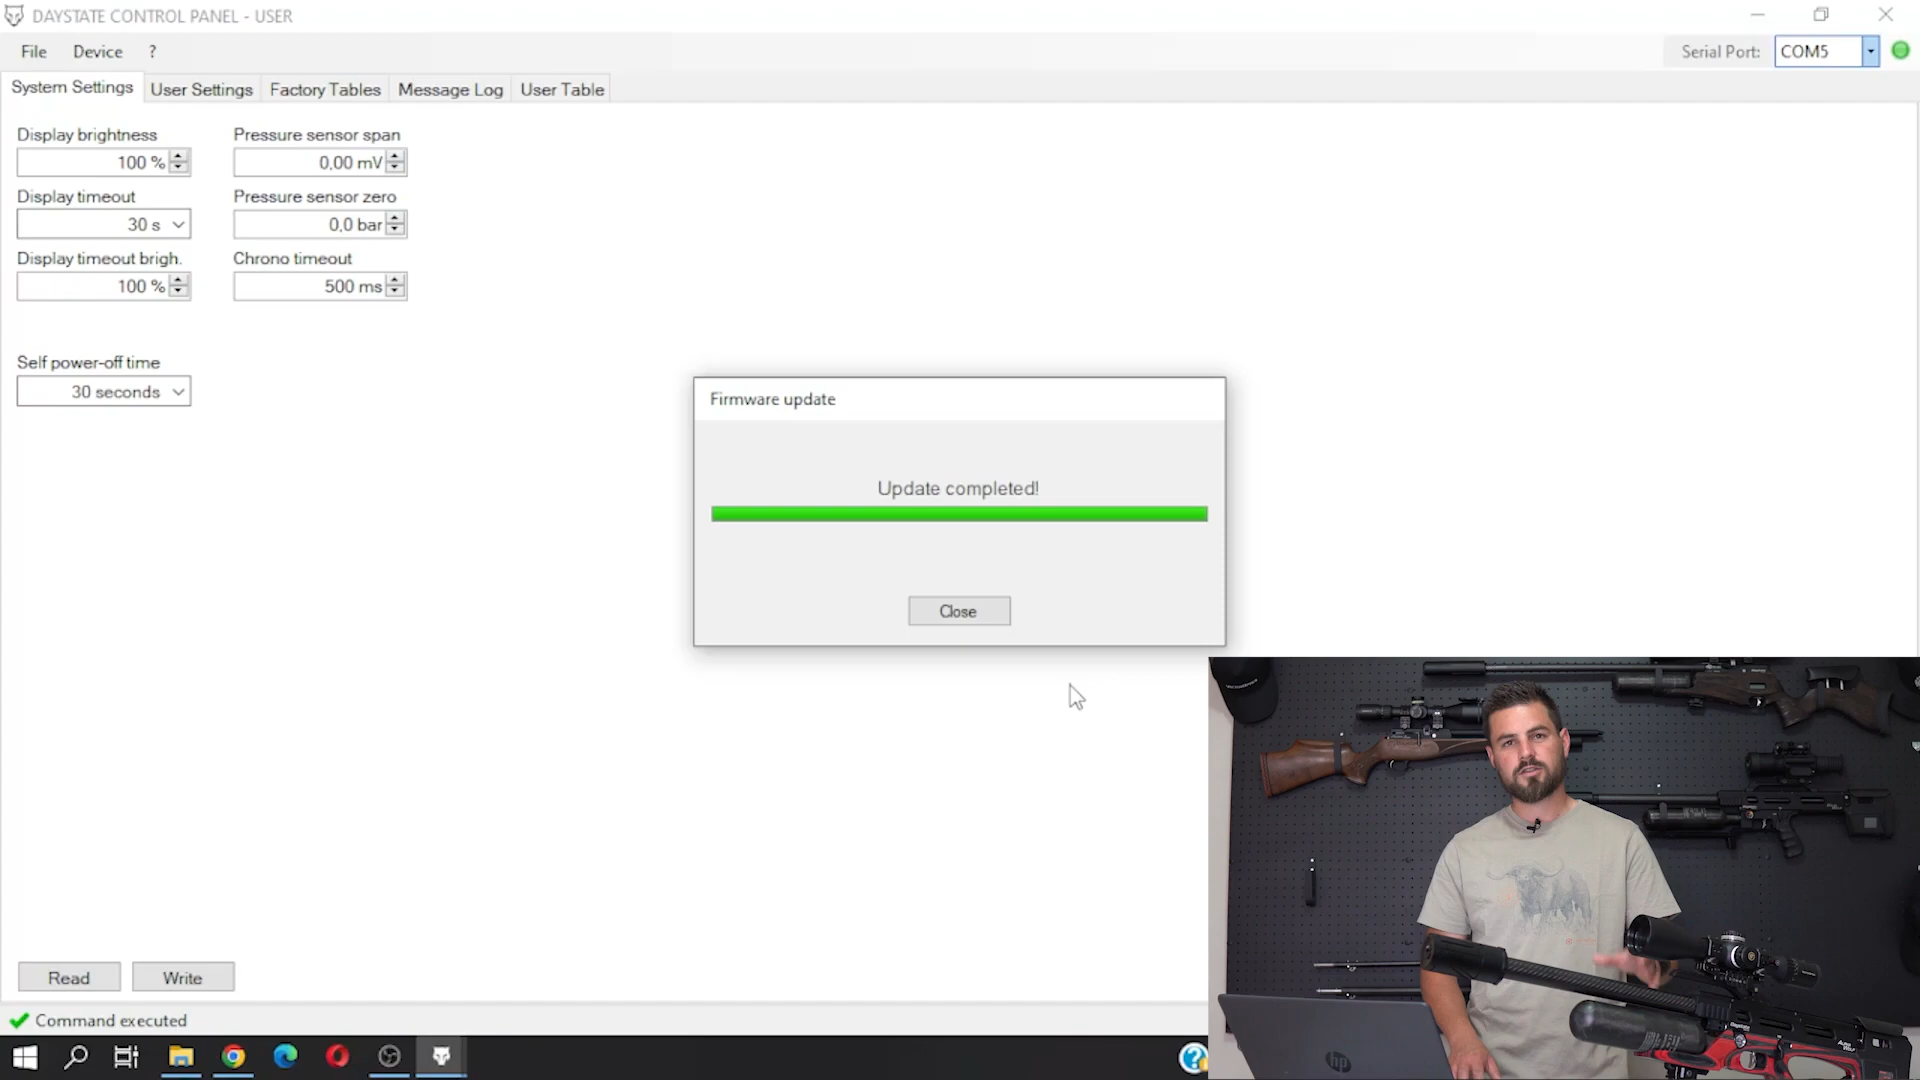 DAYSTATE CONTROL PANEL - USER
File Device ?
Serial Port: COM5
System Settings User Settings Factory Tables Message Log User Table
Display brightness Pressure sensor span
100 % 0,00 mV
Display timeout Pressure sensor zero
30 s 0,0 bar
Display timeout brigh. Chrono timeout
100 % 500 ms
Self power-off time
30 seconds
Firmware update
Update completed!
Close
Read Write
Command executed
hp